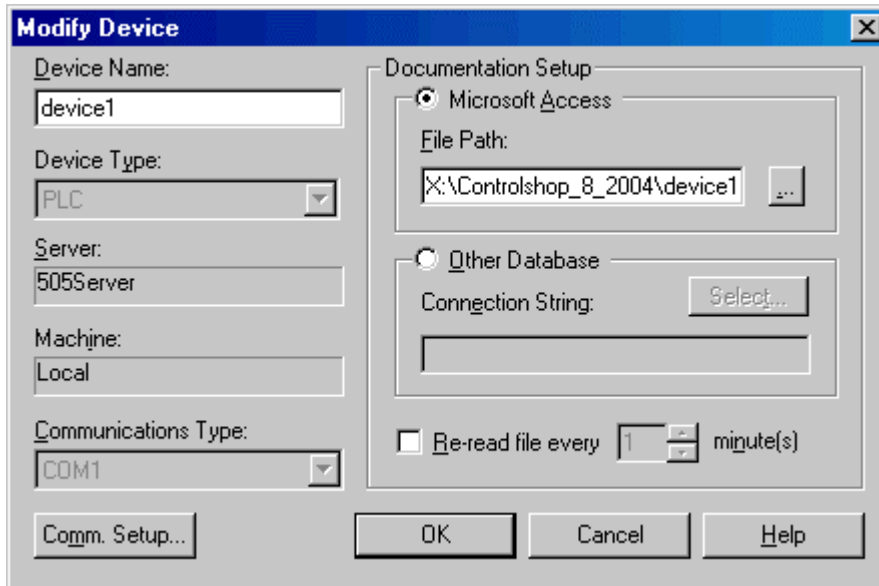 Modify Device
Device Name:
device1
Device Type:
PLC
Server:
505Server
Machine:
Local
Communications Type:
COM1
Comm. Setup...
Documentation Setup
Microsoft Access
File Path:
X:\Controlshop_8_2004\device1
...
Other Database
Connection String:
Select...
Re-read file every 1 minute(s)
OK
Cancel
Help